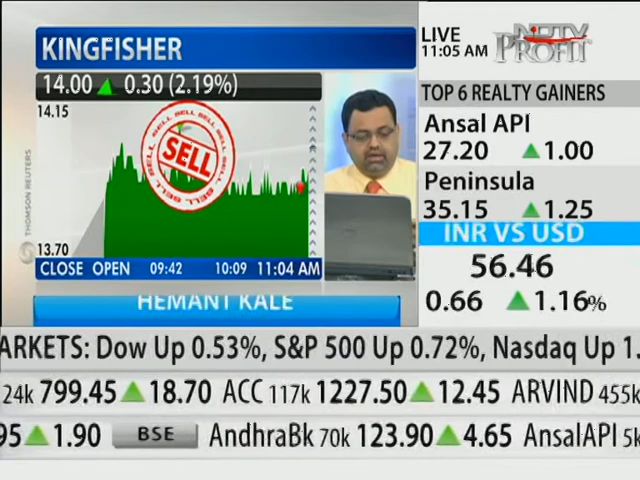 KINGFISHER
14.00 ▲ 0.30 (2.19%)
14.15
SELL
SELL SELL SELL SELL SELL SELL SELL
13.70
THOMSON REUTERS
CLOSE OPEN 09:42 10:09 11:04 AM
HEMANT KALE
LIVE
11:05 AM
NDTV
PROFIT
TOP 6 REALTY GAINERS
Ansal API
27.20 ▲1.00
Peninsula
35.15 ▲1.25
INR VS USD
56.46
0.66 ▲1.16%
ARKETS: Dow Up 0.53%, S&P 500 Up 0.72%, Nasdaq Up 1.
24k 799.45▲18.70 ACC 117k 1227.50▲12.45 ARVIND 455k
95▲1.90 BSE AndhraBk 70k 123.90▲4.65 AnsalAPI 5k